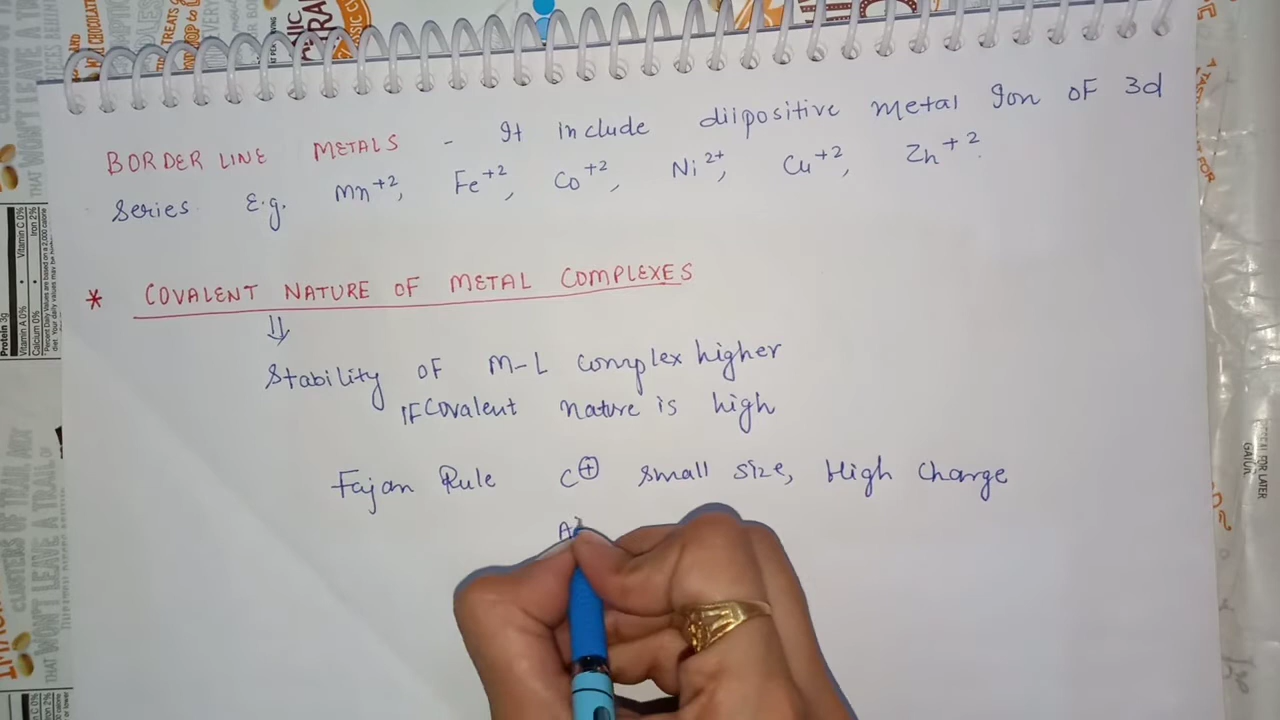 BORDER LINE METALS - It include diipositive metal Ion OF 3d
series. E.g. Mn+2, Fe+2, Co+2, Ni2+, Cu+2, Zn+2.
* COVALENT NATURE OF METAL COMPLEXES
⇓
Stability OF M-L complex higher
IF Covalent nature is high
Fajan Rule C⊕ small size, High Charge
A